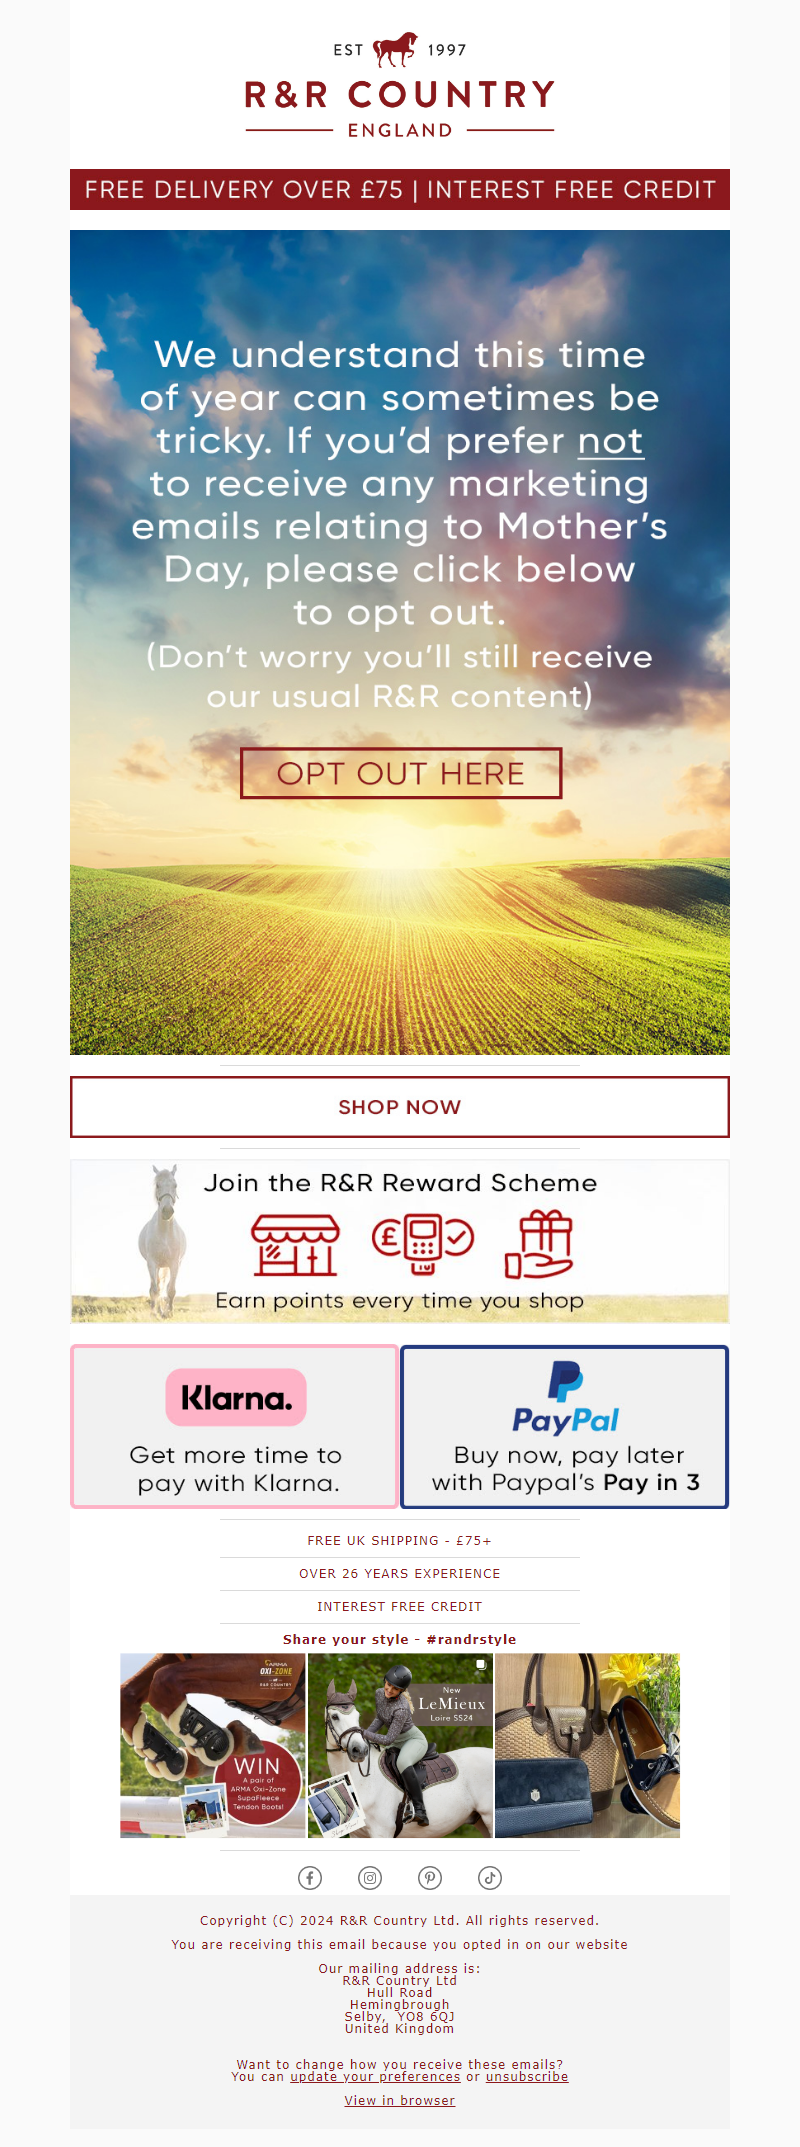 EST 1997
R&R COUNTRY
ENGLAND
FREE DELIVERY OVER £75 | INTEREST FREE CREDIT
We understand this time
of year can sometimes be
tricky. If you'd prefer not
to receive any marketing
emails relating to Mother's
Day, please click below
to opt out.
(Don't worry you'll still receive
our usual R&R content)
OPT OUT HERE
SHOP NOW
Join the R&R Reward Scheme
£
Earn points every time you shop
Klarna.
Get more time to
pay with Klarna.
PayPal
Buy now, pay later
with Paypal's Pay in 3
FREE UK SHIPPING - £75+
OVER 26 YEARS EXPERIENCE
INTEREST FREE CREDIT
Share your style - #randrstyle
ARMA
OXI-ZONE
R&R COUNTRY
WIN
A pair of
ARMA Oxi-Zone
SupaFleece
Tendon Boots!
New
LeMieux
Loire SS24
Copyright (C) 2024 R&R Country Ltd. All rights reserved.
You are receiving this email because you opted in on our website
Our mailing address is:
R&R Country Ltd
Hull Road
Hemingbrough
Selby, YO8 6QJ
United Kingdom
Want to change how you receive these emails?
You can update your preferences or unsubscribe
View in browser